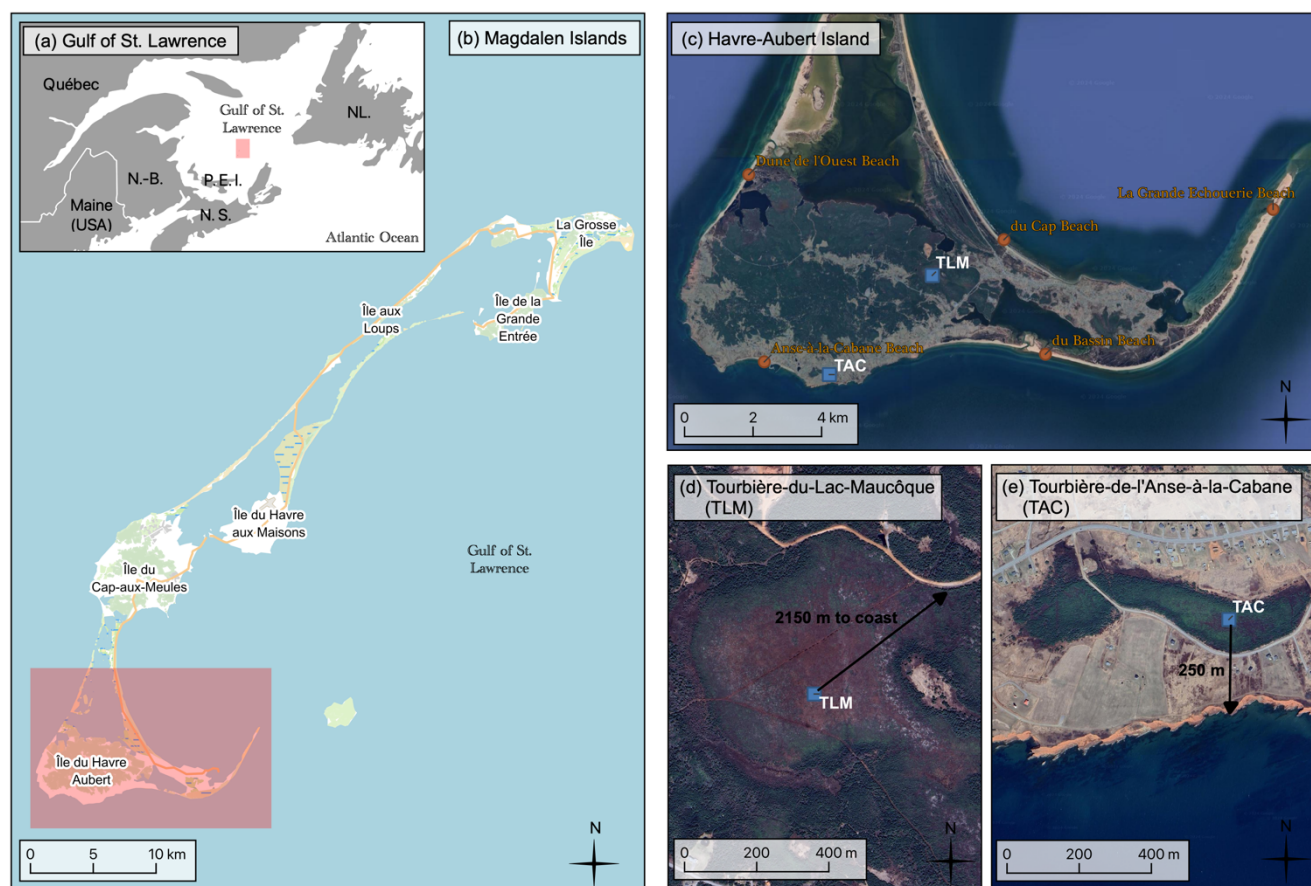 (a) Gulf of St. Lawrence
Québec
Gulf of St.
Lawrence
NL.
N.-B.
P.E.I.
Maine
(USA)
N. S.
Atlantic Ocean
(b) Magdalen Islands
La Grosse
Île
Île de la
Grande
Entrée
Île aux
Loups
Île du Havre
aux Maisons
Île du
Cap-aux-Meules
Gulf of St.
Lawrence
Île du Havre
Aubert
0 5 10 km
N
(c) Havre-Aubert Island
Dune de l'Ouest Beach
La Grande Echouerie Beach
du Cap Beach
TLM
Anse à-la-Cabane Beach
du Bassin Beach
TAC
0 2 4 km
N
(d) Tourbière-du-Lac-Maucôque
(TLM)
2150 m to coast
TLM
0 200 400 m
N
(e) Tourbière-de-l'Anse-à-la-Cabane
(TAC)
TAC
250 m
0 200 400 m
N